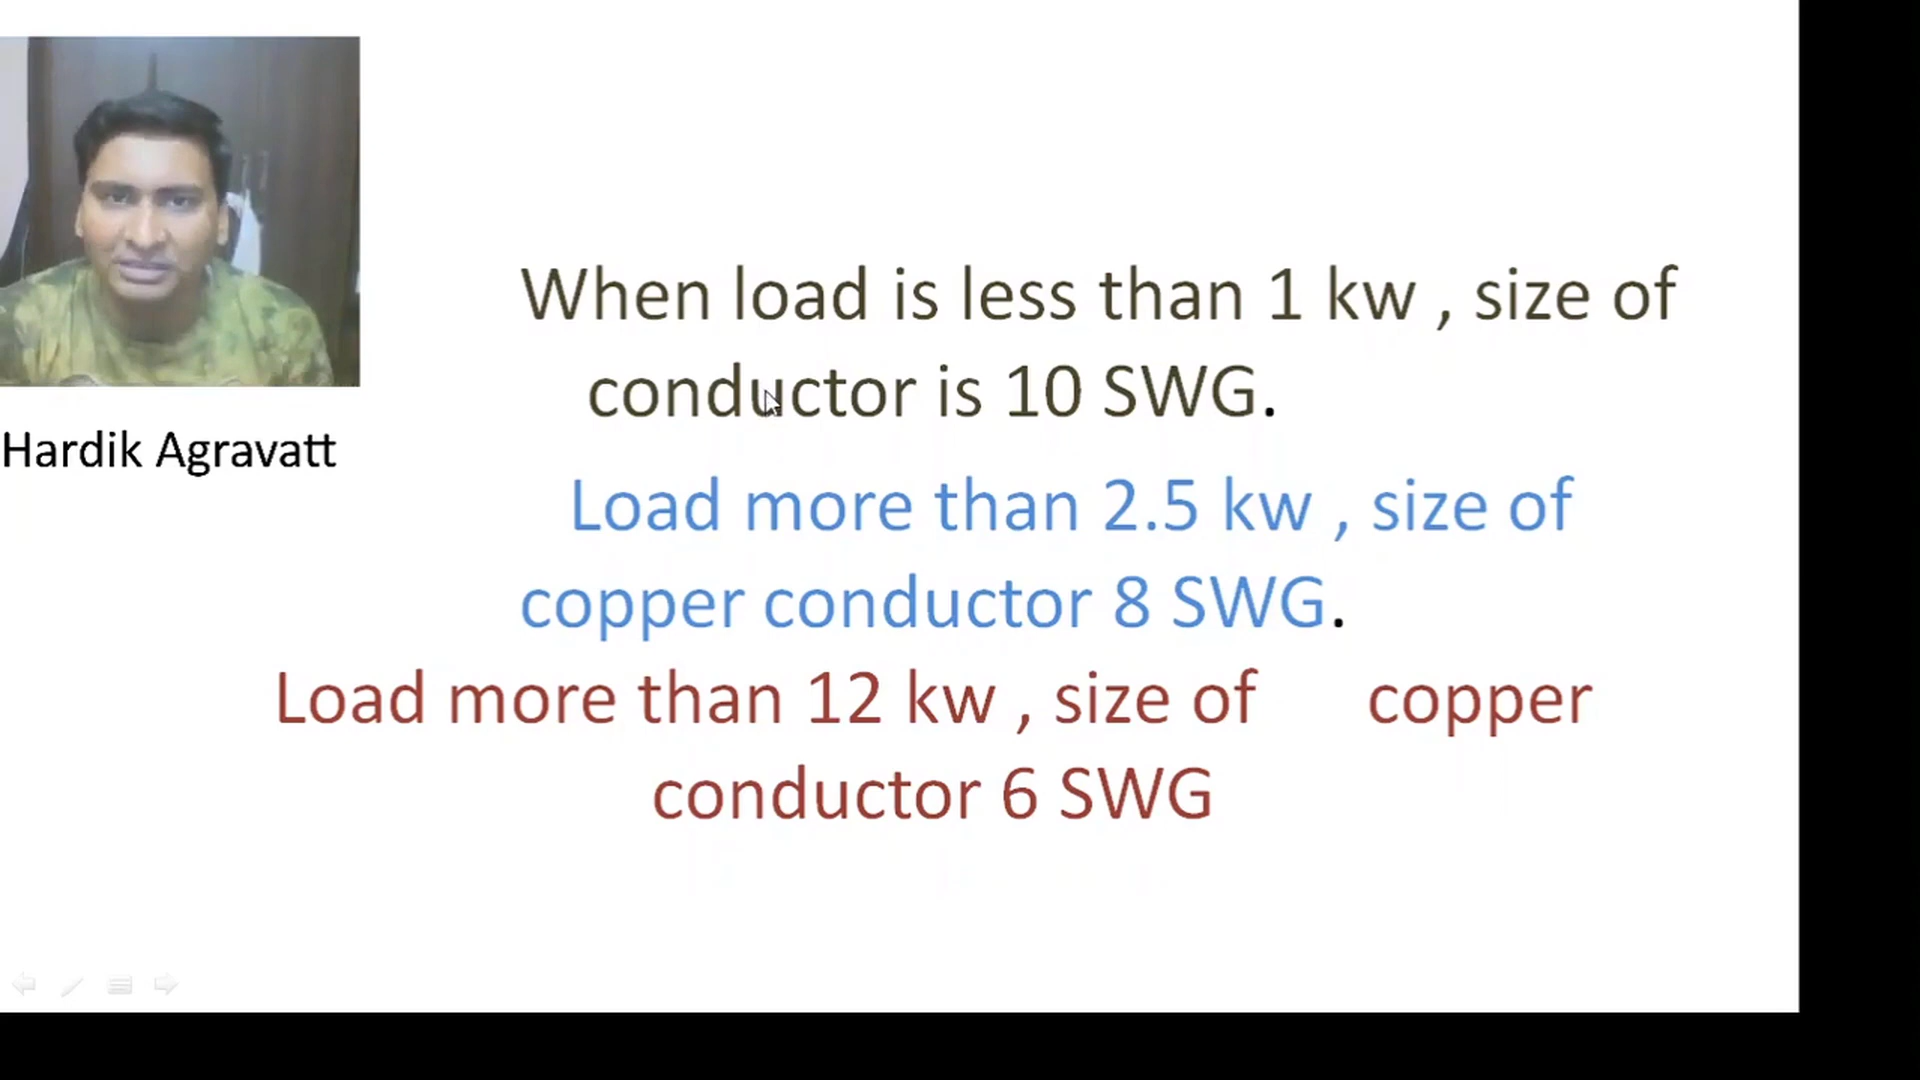 Hardik Agravatt
When load is less than 1 kw , size of
conductor is 10 SWG.
Load more than 2.5 kw , size of
copper conductor 8 SWG.
Load more than 12 kw , size of copper
conductor 6 SWG